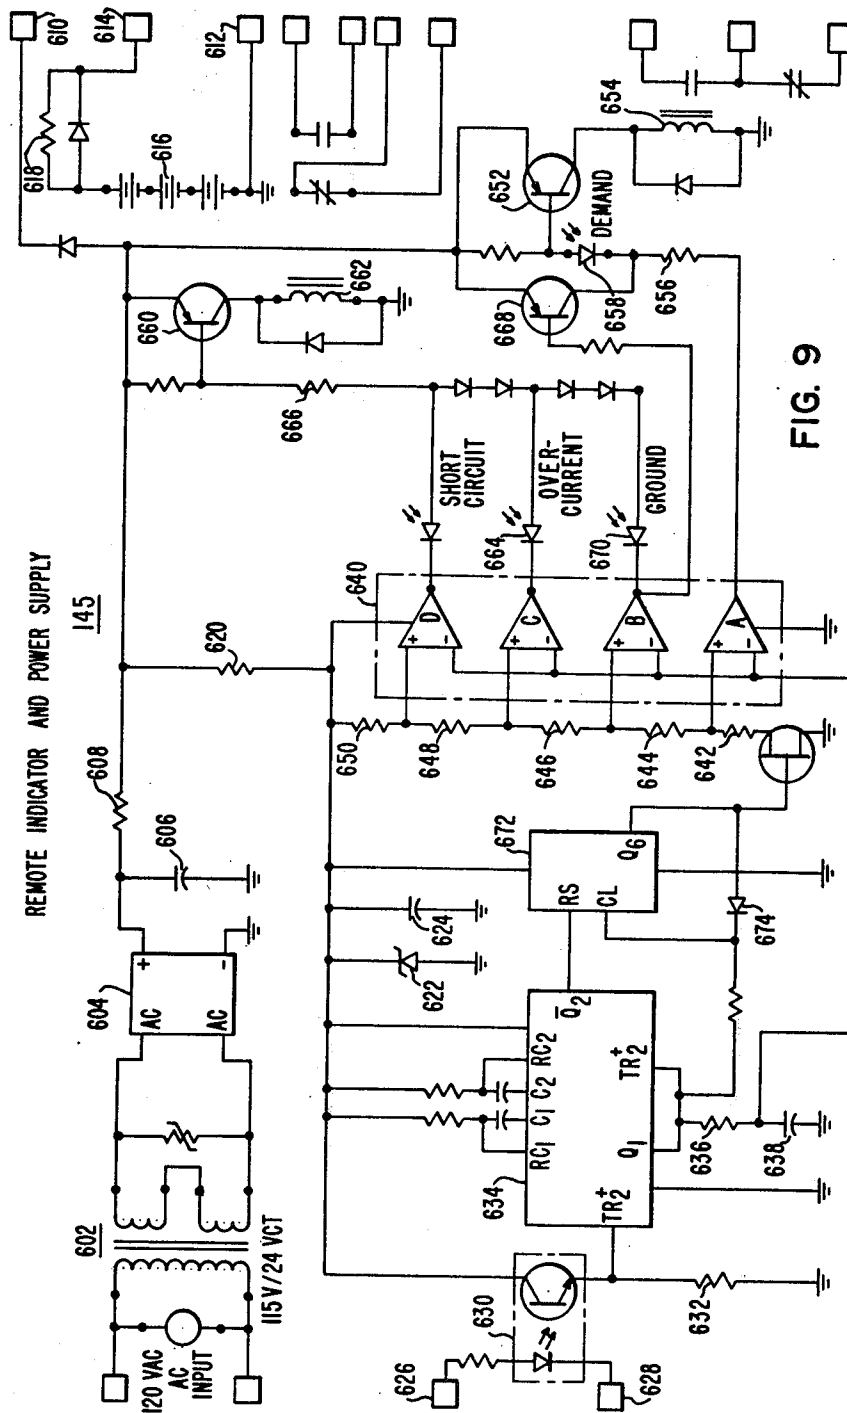 REMOTE INDICATOR AND POWER SUPPLY
145
120 VAC
AC
INPUT
602
115V/24 VCT
604
AC
AC
+
-
606
608
620
610
614
612
618
616
660
662
666
652
654
668
DEMAND
658
656
SHORT
CIRCUIT
OVER-
CURRENT
664
GROUND
670
640
D
+
-
C
+
-
B
+
-
A
+
-
650
648
646
644
642
672
RS
CL
Q6
674
624
622
634
RC1
C1
C2
RC2
Q̅2
TR2+
Q1
TR2+
636
638
630
626
628
632
FIG. 9